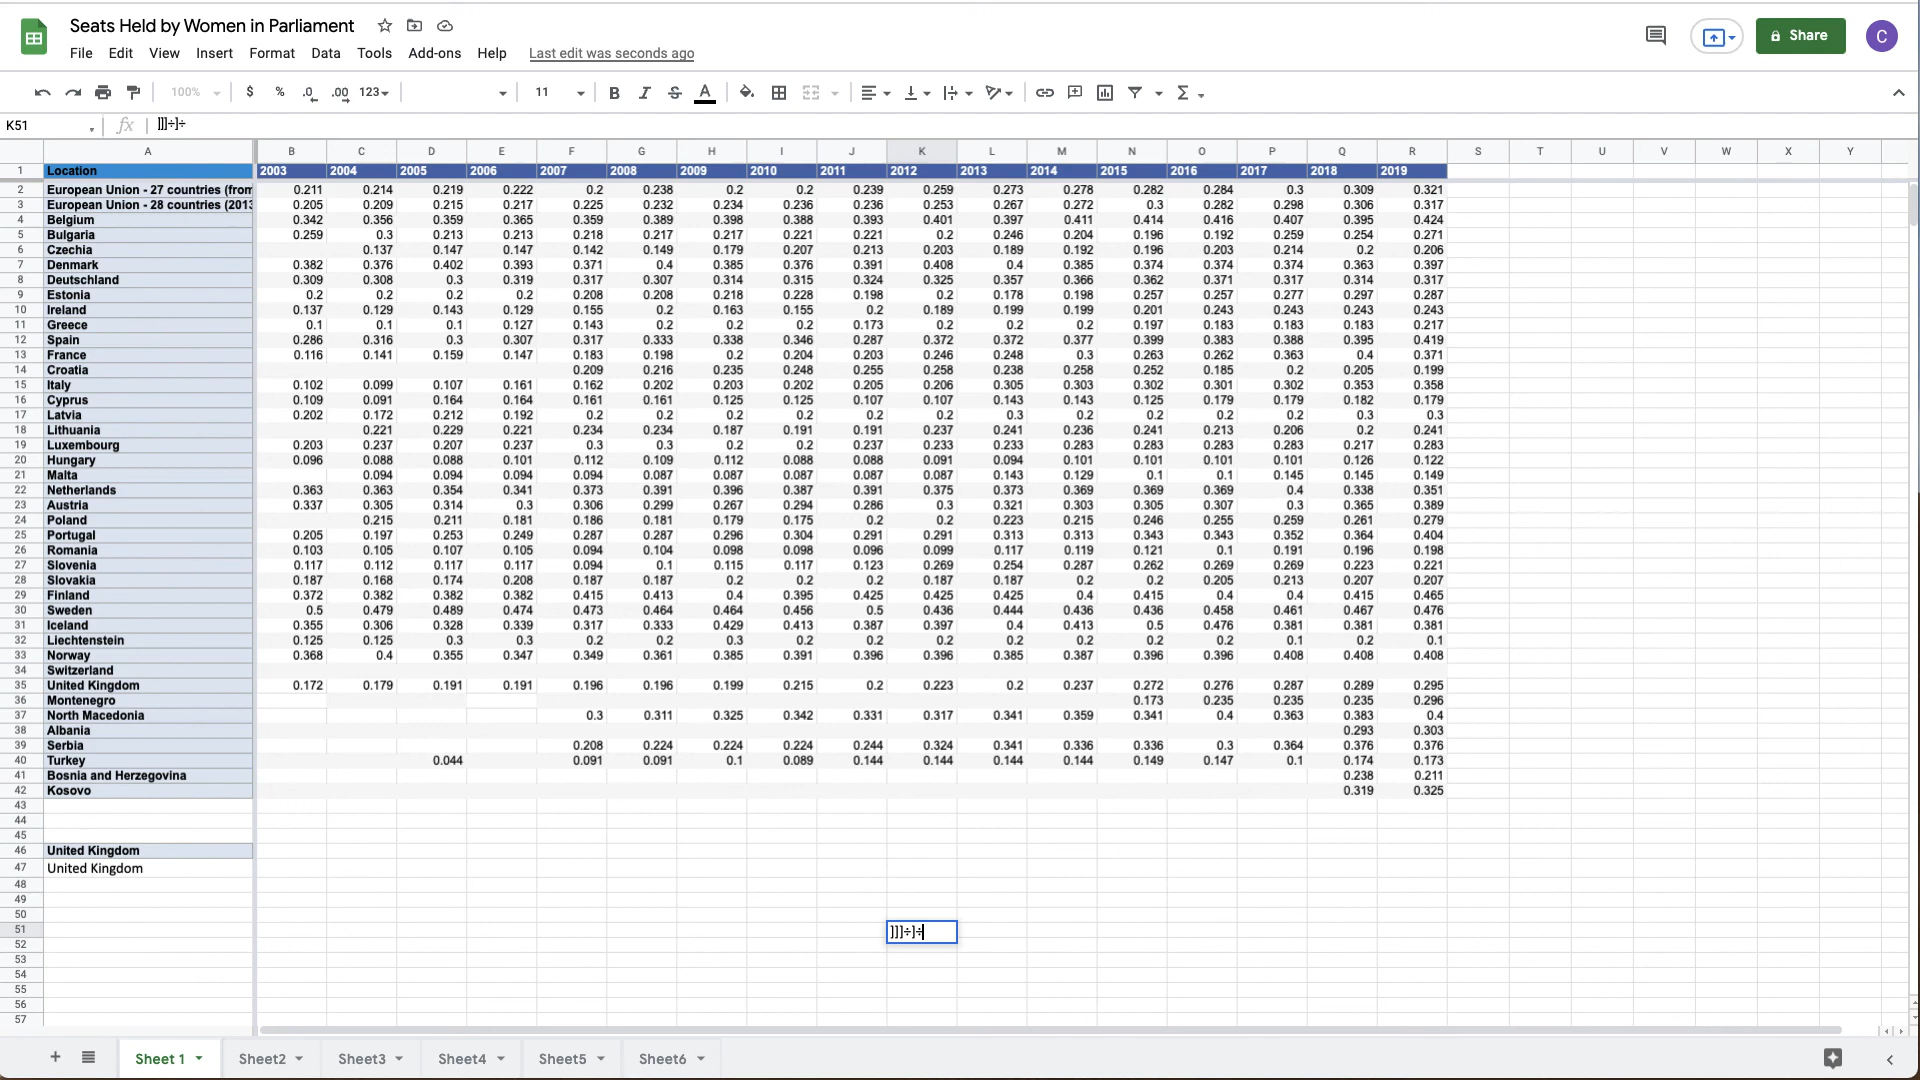 Seats Held by Women in Parliament
File Edit View Insert Format Data Tools Add-ons Help Last edit was seconds ago
Share C
100% $ % .0 .00 123 11 B I S A Σ
K51 fx ]]]÷]÷
A B C D E F G H I J K L M N O P Q R S T U V W X Y
1 Location 2003 2004 2005 2006 2007 2008 2009 2010 2011 2012 2013 2014 2015 2016 2017 2018 2019
2 European Union - 27 countries (from 0.211 0.214 0.219 0.222 0.2 0.238 0.2 0.2 0.239 0.259 0.273 0.278 0.282 0.284 0.3 0.309 0.321
3 European Union - 28 countries (2013 0.205 0.209 0.215 0.217 0.225 0.232 0.234 0.236 0.236 0.253 0.267 0.272 0.3 0.282 0.298 0.306 0.317
4 Belgium 0.342 0.356 0.359 0.365 0.359 0.389 0.398 0.388 0.393 0.401 0.397 0.411 0.414 0.416 0.407 0.395 0.424
5 Bulgaria 0.259 0.3 0.213 0.213 0.218 0.217 0.217 0.221 0.221 0.2 0.246 0.204 0.196 0.192 0.259 0.254 0.271
6 Czechia 0.137 0.147 0.147 0.142 0.149 0.179 0.207 0.213 0.203 0.189 0.192 0.196 0.203 0.214 0.2 0.206
7 Denmark 0.382 0.376 0.402 0.393 0.371 0.4 0.385 0.376 0.391 0.408 0.4 0.385 0.374 0.374 0.374 0.363 0.397
8 Deutschland 0.309 0.308 0.3 0.319 0.317 0.307 0.314 0.315 0.324 0.325 0.357 0.366 0.362 0.371 0.317 0.314 0.317
9 Estonia 0.2 0.2 0.2 0.2 0.208 0.208 0.218 0.228 0.198 0.2 0.178 0.198 0.257 0.257 0.277 0.297 0.287
10 Ireland 0.137 0.129 0.143 0.129 0.155 0.2 0.163 0.155 0.2 0.189 0.199 0.199 0.201 0.243 0.243 0.243 0.243
11 Greece 0.1 0.1 0.1 0.127 0.143 0.2 0.2 0.2 0.173 0.2 0.2 0.2 0.197 0.183 0.183 0.183 0.217
12 Spain 0.286 0.316 0.3 0.307 0.317 0.333 0.338 0.346 0.287 0.372 0.372 0.377 0.399 0.383 0.388 0.395 0.419
13 France 0.116 0.141 0.159 0.147 0.183 0.198 0.2 0.204 0.203 0.246 0.248 0.3 0.263 0.262 0.363 0.4 0.371
14 Croatia 0.209 0.216 0.235 0.248 0.255 0.258 0.238 0.258 0.252 0.185 0.2 0.205 0.199
15 Italy 0.102 0.099 0.107 0.161 0.162 0.202 0.203 0.202 0.205 0.206 0.305 0.303 0.302 0.301 0.302 0.353 0.358
16 Cyprus 0.109 0.091 0.164 0.164 0.161 0.161 0.125 0.125 0.107 0.107 0.143 0.143 0.125 0.179 0.179 0.182 0.179
17 Latvia 0.202 0.172 0.212 0.192 0.2 0.2 0.2 0.2 0.2 0.2 0.3 0.2 0.2 0.2 0.2 0.3 0.3
18 Lithuania 0.221 0.229 0.221 0.234 0.234 0.187 0.191 0.191 0.237 0.241 0.236 0.241 0.213 0.206 0.2 0.241
19 Luxembourg 0.203 0.237 0.207 0.237 0.3 0.3 0.2 0.2 0.237 0.233 0.233 0.283 0.283 0.283 0.283 0.217 0.283
20 Hungary 0.096 0.088 0.088 0.101 0.112 0.109 0.112 0.088 0.088 0.091 0.094 0.101 0.101 0.101 0.101 0.126 0.122
21 Malta 0.094 0.094 0.094 0.094 0.087 0.087 0.087 0.087 0.087 0.143 0.129 0.1 0.1 0.145 0.145 0.149
22 Netherlands 0.363 0.363 0.354 0.341 0.373 0.391 0.396 0.387 0.391 0.375 0.373 0.369 0.369 0.369 0.4 0.338 0.351
23 Austria 0.337 0.305 0.314 0.3 0.306 0.299 0.267 0.294 0.286 0.3 0.321 0.303 0.305 0.307 0.3 0.365 0.389
24 Poland 0.215 0.211 0.181 0.186 0.181 0.179 0.175 0.2 0.2 0.223 0.215 0.246 0.255 0.259 0.261 0.279
25 Portugal 0.205 0.197 0.253 0.249 0.287 0.287 0.296 0.304 0.291 0.291 0.313 0.313 0.343 0.343 0.352 0.364 0.404
26 Romania 0.103 0.105 0.107 0.105 0.094 0.104 0.098 0.098 0.096 0.099 0.117 0.119 0.121 0.1 0.191 0.196 0.198
27 Slovenia 0.117 0.112 0.117 0.117 0.094 0.1 0.115 0.117 0.123 0.269 0.254 0.287 0.262 0.269 0.269 0.223 0.221
28 Slovakia 0.187 0.168 0.174 0.208 0.187 0.187 0.2 0.2 0.2 0.187 0.187 0.2 0.2 0.205 0.213 0.207 0.207
29 Finland 0.372 0.382 0.382 0.382 0.415 0.413 0.4 0.395 0.425 0.425 0.425 0.4 0.415 0.4 0.4 0.415 0.465
30 Sweden 0.5 0.479 0.489 0.474 0.473 0.464 0.464 0.456 0.5 0.436 0.444 0.436 0.436 0.458 0.461 0.467 0.476
31 Iceland 0.355 0.306 0.328 0.339 0.317 0.333 0.429 0.413 0.387 0.397 0.4 0.413 0.5 0.476 0.381 0.381 0.381
32 Liechtenstein 0.125 0.125 0.3 0.3 0.2 0.2 0.3 0.2 0.2 0.2 0.2 0.2 0.2 0.2 0.1 0.2 0.1
33 Norway 0.368 0.4 0.355 0.347 0.349 0.361 0.385 0.391 0.396 0.396 0.385 0.387 0.396 0.396 0.408 0.408 0.408
34 Switzerland
35 United Kingdom 0.172 0.179 0.191 0.191 0.196 0.196 0.199 0.215 0.2 0.223 0.2 0.237 0.272 0.276 0.287 0.289 0.295
36 Montenegro 0.173 0.235 0.235 0.235 0.296
37 North Macedonia 0.3 0.311 0.325 0.342 0.331 0.317 0.341 0.359 0.341 0.4 0.363 0.383 0.4
38 Albania 0.293 0.303
39 Serbia 0.208 0.224 0.224 0.224 0.244 0.324 0.341 0.336 0.336 0.3 0.364 0.376 0.376
40 Turkey 0.044 0.091 0.091 0.1 0.089 0.144 0.144 0.144 0.144 0.149 0.147 0.1 0.174 0.173
41 Bosnia and Herzegovina 0.238 0.211
42 Kosovo 0.319 0.325
43
44
45
46 United Kingdom
47 United Kingdom
48
49
50
51 ]]]÷]÷
52
53
54
55
56
57
Sheet 1 Sheet2 Sheet3 Sheet4 Sheet5 Sheet6